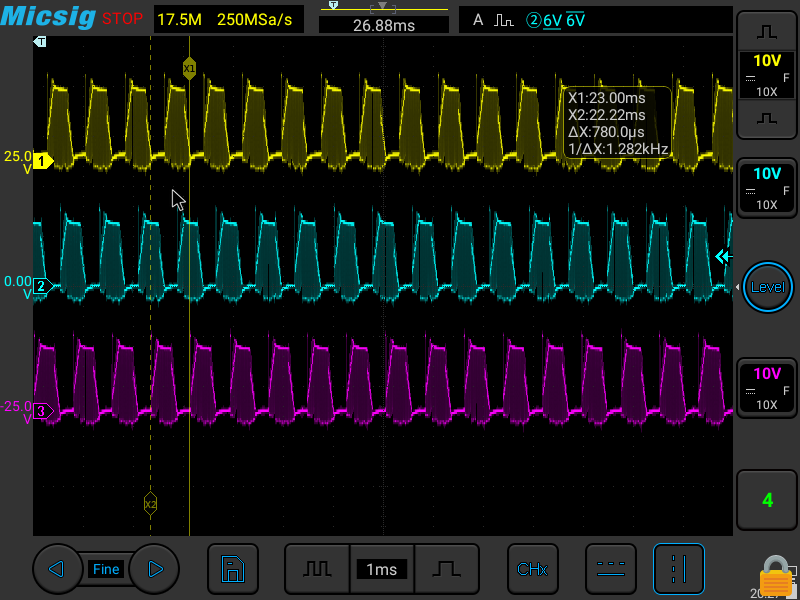 Micsig STOP 17.5M 250MSa/s T 26.88ms A ②6V 6V
T
10V
F
10X
X1
X1:23.00ms
X2:22.22ms
ΔX:780.0μs
1/ΔX:1.282kHz
25.0
V
1
10V
F
10X
0.00
V
2
Level
10V
F
10X
-25.0
V
3
X2
4
Fine
1ms
CHx